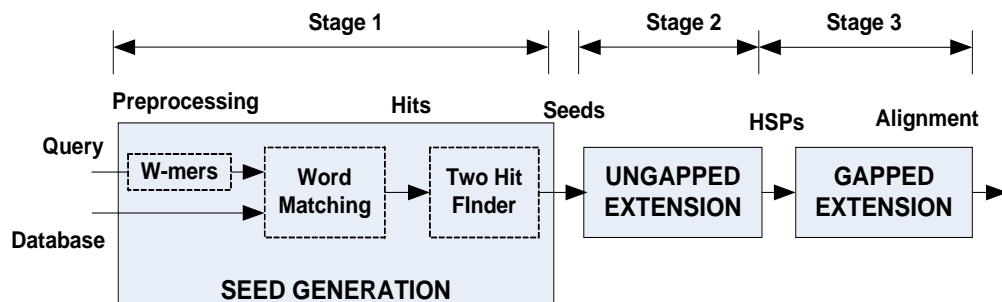 Stage 1
Stage 2
Stage 3
Preprocessing
Hits
Seeds
HSPs
Alignment
Query
W-mers
Word
Matching
Two Hit
FInder
UNGAPPED
EXTENSION
GAPPED
EXTENSION
Database
SEED GENERATION